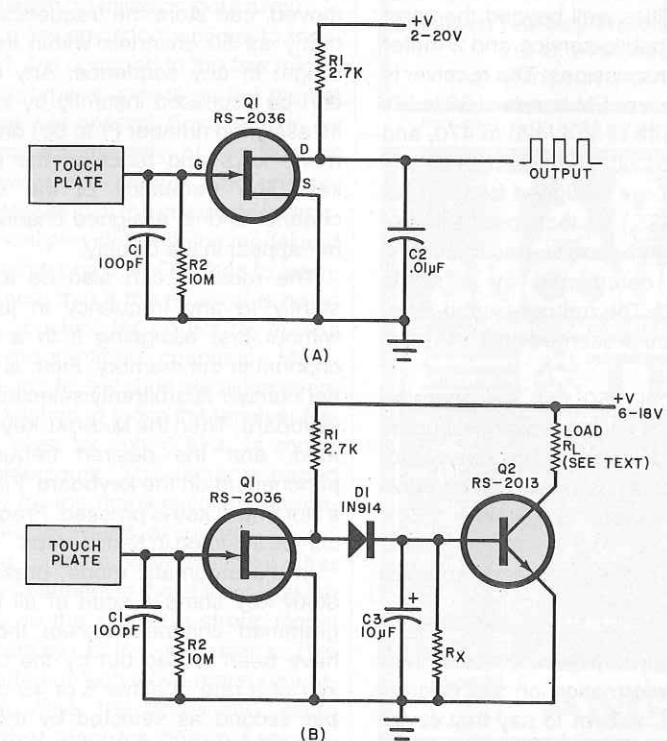 +V
2-20V
R1
2.7K
Q1
RS-2036
D
G
S
TOUCH
PLATE
OUTPUT
C1
100pF
R2
10M
C2
.01µF
(A)
+V
6-18V
R1
2.7K
LOAD
RL
(SEE TEXT)
Q2
RS-2013
Q1
RS-2036
D1
1N914
TOUCH
PLATE
C1
100pF
R2
10M
+
C3
10µF
RX
(B)